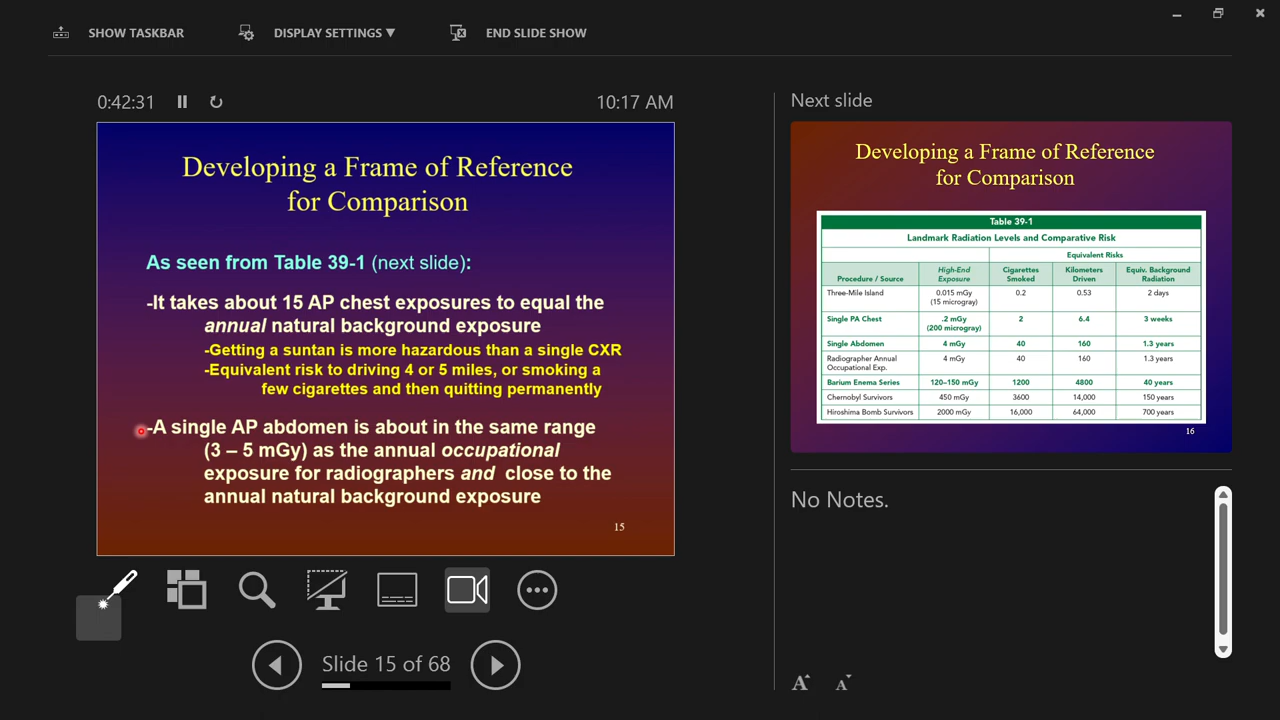 SHOW TASKBAR
DISPLAY SETTINGS ▼
END SLIDE SHOW
0:42:31
10:17 AM
Developing a Frame of Reference
for Comparison
As seen from Table 39-1 (next slide):
-It takes about 15 AP chest exposures to equal the
annual natural background exposure
-Getting a suntan is more hazardous than a single CXR
-Equivalent risk to driving 4 or 5 miles, or smoking a
few cigarettes and then quitting permanently
-A single AP abdomen is about in the same range
(3 – 5 mGy) as the annual occupational
exposure for radiographers and close to the
annual natural background exposure
15
Slide 15 of 68
Next slide
Developing a Frame of Reference
for Comparison
Table 39-1
Landmark Radiation Levels and Comparative Risk
Equivalent Risks
Procedure / Source High-End Exposure Cigarettes Smoked Kilometers Driven Equiv. Background Radiation
Three-Mile Island 0.015 mGy (15 microgray) 0.2 0.53 2 days
Single PA Chest .2 mGy (200 microgray) 2 6.4 3 weeks
Single Abdomen 4 mGy 40 160 1.3 years
Radiographer Annual Occupational Exp. 4 mGy 40 160 1.3 years
Barium Enema Series 120–150 mGy 1200 4800 40 years
Chernobyl Survivors 450 mGy 3600 14,000 150 years
Hiroshima Bomb Survivors 2000 mGy 16,000 64,000 700 years
16
No Notes.
A A